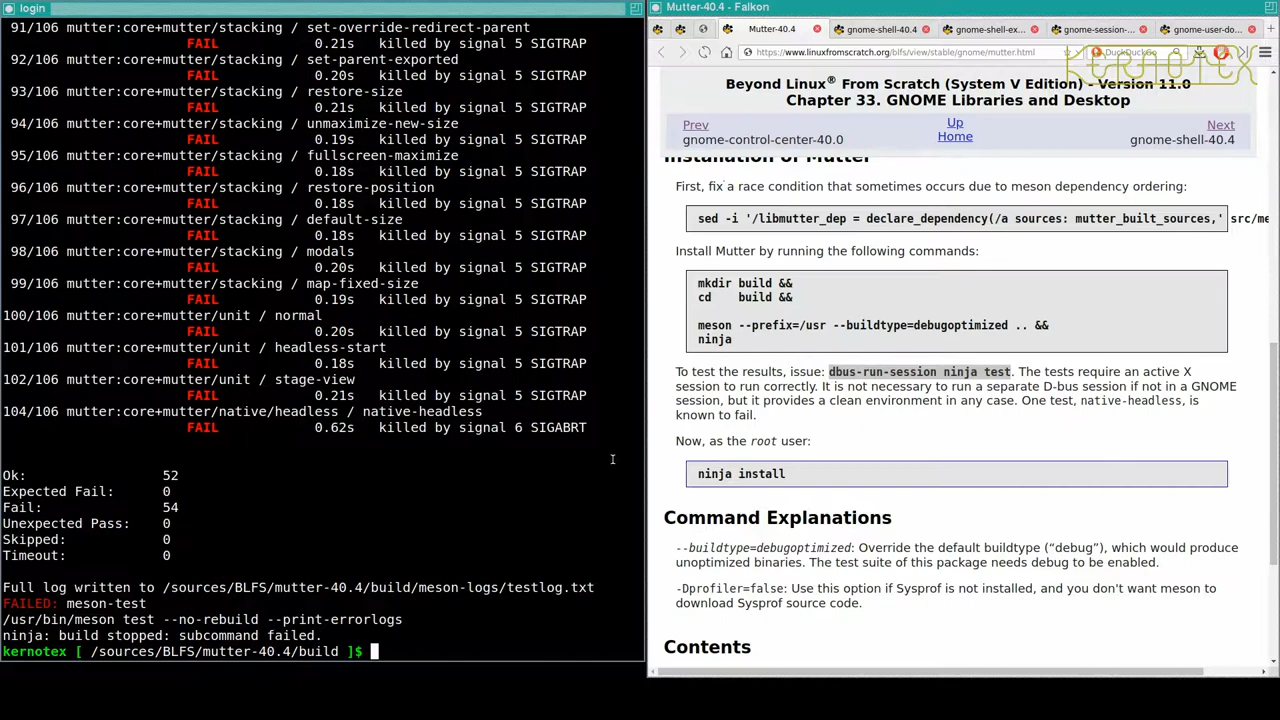 login
91/106 mutter:core+mutter/stacking / set-override-redirect-parent
FAIL 0.21s killed by signal 5 SIGTRAP
92/106 mutter:core+mutter/stacking / set-parent-exported
FAIL 0.20s killed by signal 5 SIGTRAP
93/106 mutter:core+mutter/stacking / restore-size
FAIL 0.21s killed by signal 5 SIGTRAP
94/106 mutter:core+mutter/stacking / unmaximize-new-size
FAIL 0.19s killed by signal 5 SIGTRAP
95/106 mutter:core+mutter/stacking / fullscreen-maximize
FAIL 0.18s killed by signal 5 SIGTRAP
96/106 mutter:core+mutter/stacking / restore-position
FAIL 0.18s killed by signal 5 SIGTRAP
97/106 mutter:core+mutter/stacking / default-size
FAIL 0.18s killed by signal 5 SIGTRAP
98/106 mutter:core+mutter/stacking / modals
FAIL 0.20s killed by signal 5 SIGTRAP
99/106 mutter:core+mutter/stacking / map-fixed-size
FAIL 0.19s killed by signal 5 SIGTRAP
100/106 mutter:core+mutter/unit / normal
FAIL 0.20s killed by signal 5 SIGTRAP
101/106 mutter:core+mutter/unit / headless-start
FAIL 0.18s killed by signal 5 SIGTRAP
102/106 mutter:core+mutter/unit / stage-view
FAIL 0.21s killed by signal 5 SIGTRAP
104/106 mutter:core+mutter/native/headless / native-headless
FAIL 0.62s killed by signal 6 SIGABRT
Ok: 52
Expected Fail: 0
Fail: 54
Unexpected Pass: 0
Skipped: 0
Timeout: 0
Full log written to /sources/BLFS/mutter-40.4/build/meson-logs/testlog.txt
FAILED: meson-test
/usr/bin/meson test --no-rebuild --print-errorlogs
ninja: build stopped: subcommand failed.
kernotex [ /sources/BLFS/mutter-40.4/build ]$
Mutter-40.4 - Falkon
Mutter-40.4 gnome-shell-40.4 gnome-shell-ex... gnome-session-... gnome-user-do...
https://www.linuxfromscratch.org/blfs/view/stable/gnome/mutter.html DuckDuckGo
KERNOTEX
Beyond Linux® From Scratch (System V Edition) - Version 11.0
Chapter 33. GNOME Libraries and Desktop
Prev Up Next
gnome-control-center-40.0 Home gnome-shell-40.4
Installation of Mutter
First, fix a race condition that sometimes occurs due to meson dependency ordering:
sed -i '/libmutter_dep = declare_dependency(/a sources: mutter_built_sources,' src/me
Install Mutter by running the following commands:
mkdir build &&
cd build &&
meson --prefix=/usr --buildtype=debugoptimized .. &&
ninja
To test the results, issue: dbus-run-session ninja test. The tests require an active X
session to run correctly. It is not necessary to run a separate D-bus session if not in a GNOME
session, but it provides a clean environment in any case. One test, native-headless, is
known to fail.
Now, as the root user:
ninja install
Command Explanations
--buildtype=debugoptimized: Override the default buildtype (“debug”), which would produce
unoptimized binaries. The test suite of this package needs debug to be enabled.
-Dprofiler=false: Use this option if Sysprof is not installed, and you don't want meson to
download Sysprof source code.
Contents